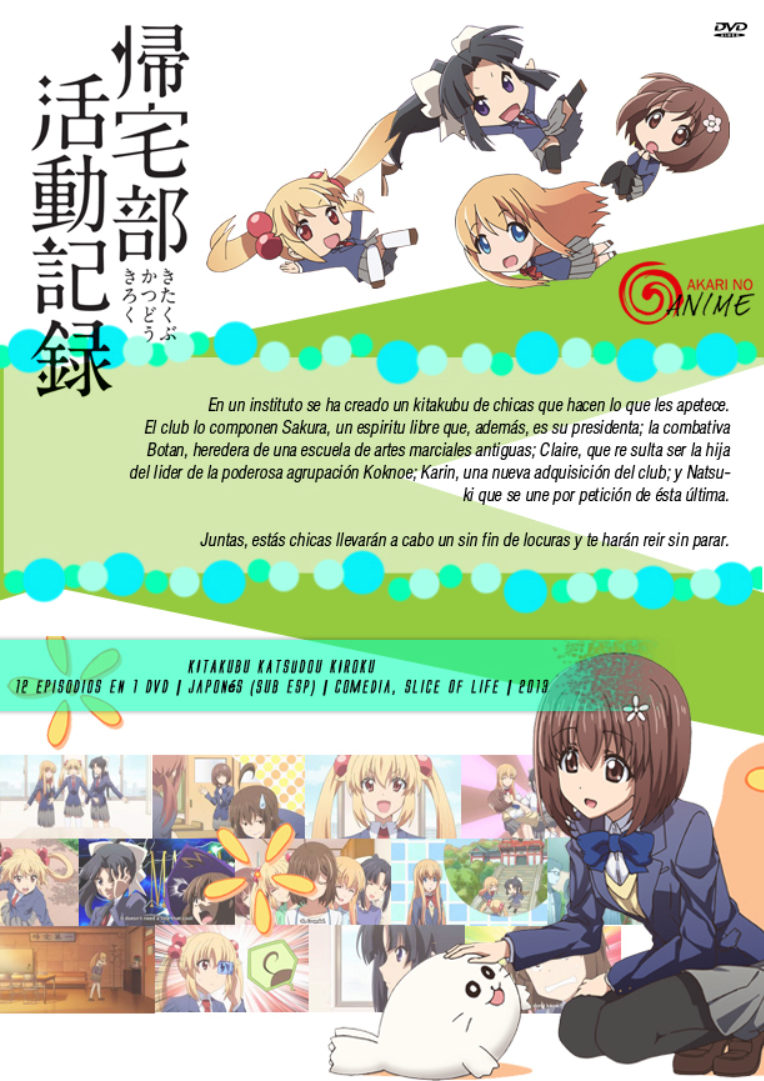 帰宅部
活動記録
きたくぶ
かつどう
きろく
DVD
VIDEO
AKARI NO
ANIME
En un instituto se ha creado un kitakubu de chicas que hacen lo que les apetece.
El club lo componen Sakura, un espiritu libre que, además, es su presidenta; la combativa
Botan, heredera de una escuela de artes marciales antiguas; Claire, que re sulta ser la hija
del lider de la poderosa agrupación Koknoe; Karin, una nueva adquisición del club; y Natsu-
ki que se une por petición de ésta última.
Juntas, estás chicas llevarán a cabo un sin fin de locuras y te harán reir sin parar.
KITAKUBU KATSUDOU KIROKU
12 EPISODIOS EN 1 DVD | JAPONéS (SUB ESP) | COMEDIA, SLICE OF LIFE | 2013